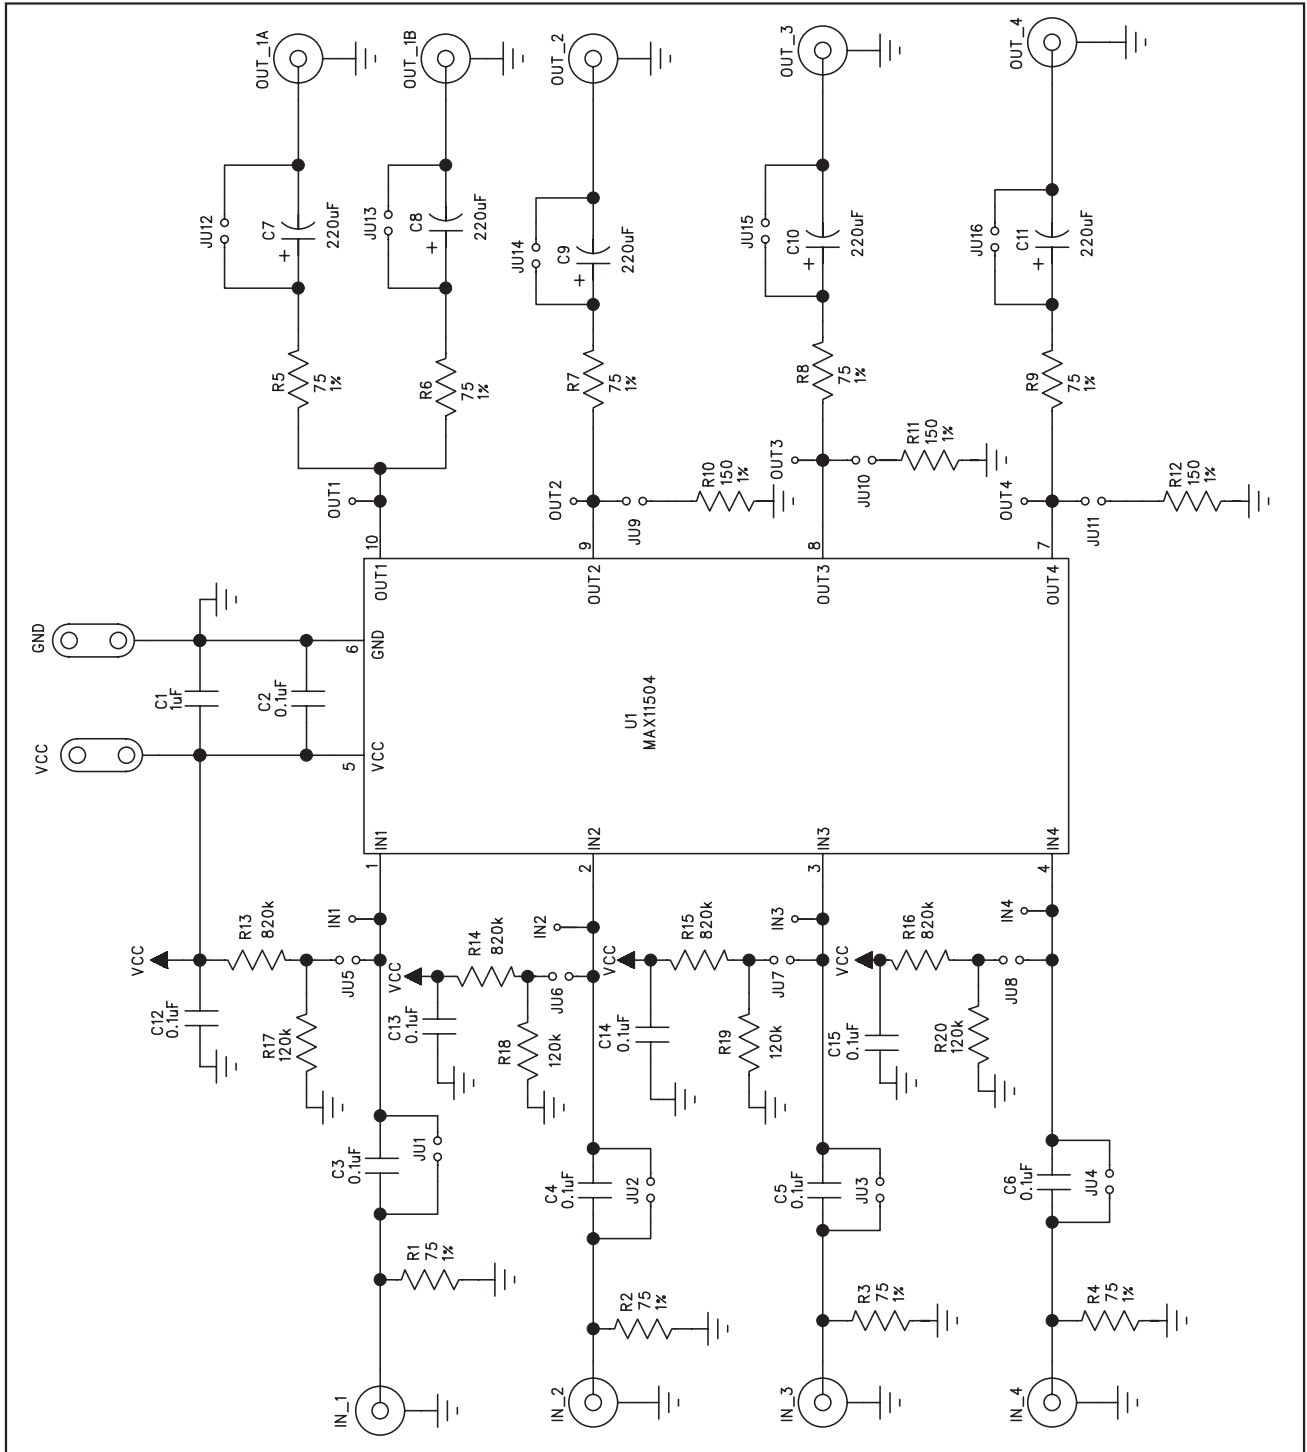 OUT_1A
OUT_1B
OUT_2
OUT_3
OUT_4
JU12
C7
220uF
+
JU13
C8
220uF
+
JU14
C9
220uF
+
JU15
C10
220uF
+
JU16
C11
220uF
+
R5
75
1%
R6
75
1%
R7
75
1%
R8
75
1%
R9
75
1%
OUT1
OUT2
JU9
R10
150
1%
OUT3
JU10
R11
150
1%
OUT4
JU11
R12
150
1%
10
9
8
7
OUT1
OUT2
OUT3
OUT4
GND
VCC
C1
1uF
C2
0.1uF
6
GND
5
VCC
U1
MAX11504
IN1
IN2
IN3
IN4
1
2
3
4
VCC
R13
820k
IN1
JU5
C12
0.1uF
R17
120k
VCC
R14
820k
IN2
JU6
C13
0.1uF
R18
120k
VCC
R15
820k
IN3
JU7
C14
0.1uF
R19
120k
VCC
R16
820k
IN4
JU8
C15
0.1uF
R20
120k
C3
0.1uF
JU1
C4
0.1uF
JU2
C5
0.1uF
JU3
C6
0.1uF
JU4
R1
75
1%
R2
75
1%
R3
75
1%
R4
75
1%
IN_1
IN_2
IN_3
IN_4